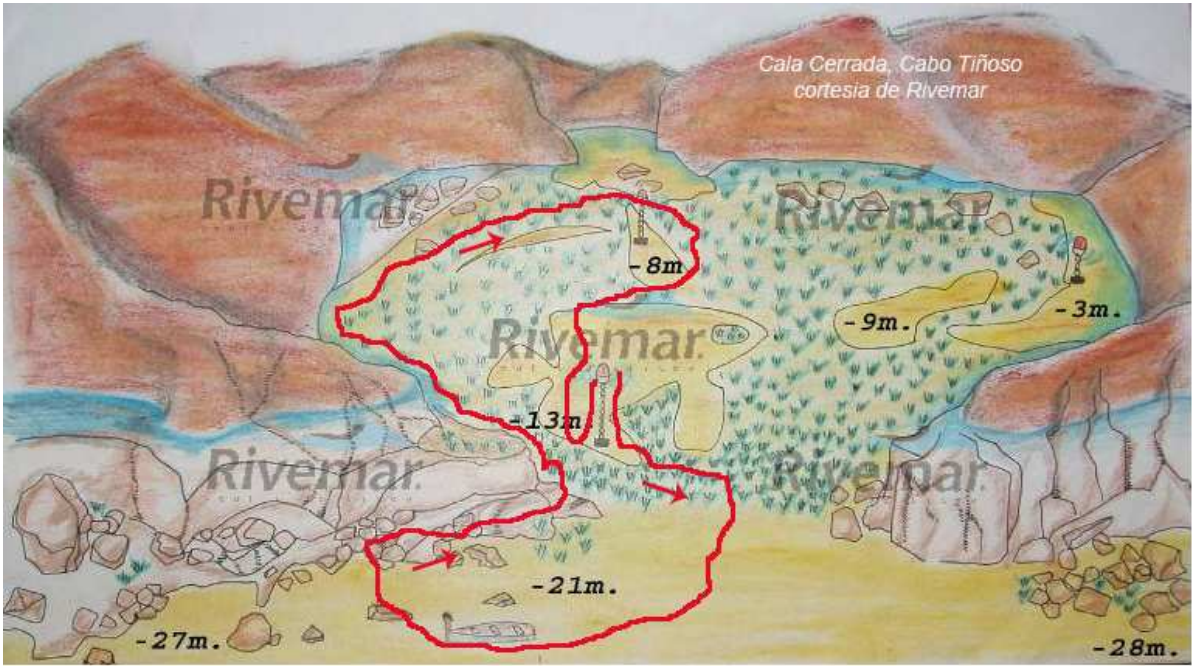 Cala Cerrada, Cabo Tiñoso
cortesia de Rivemar
Rivemar
Rivemar
-8m
-9m.
-3m.
Rivemar
-13m.
Rivemar
Rivemar
-21m.
-27m.
-28m.